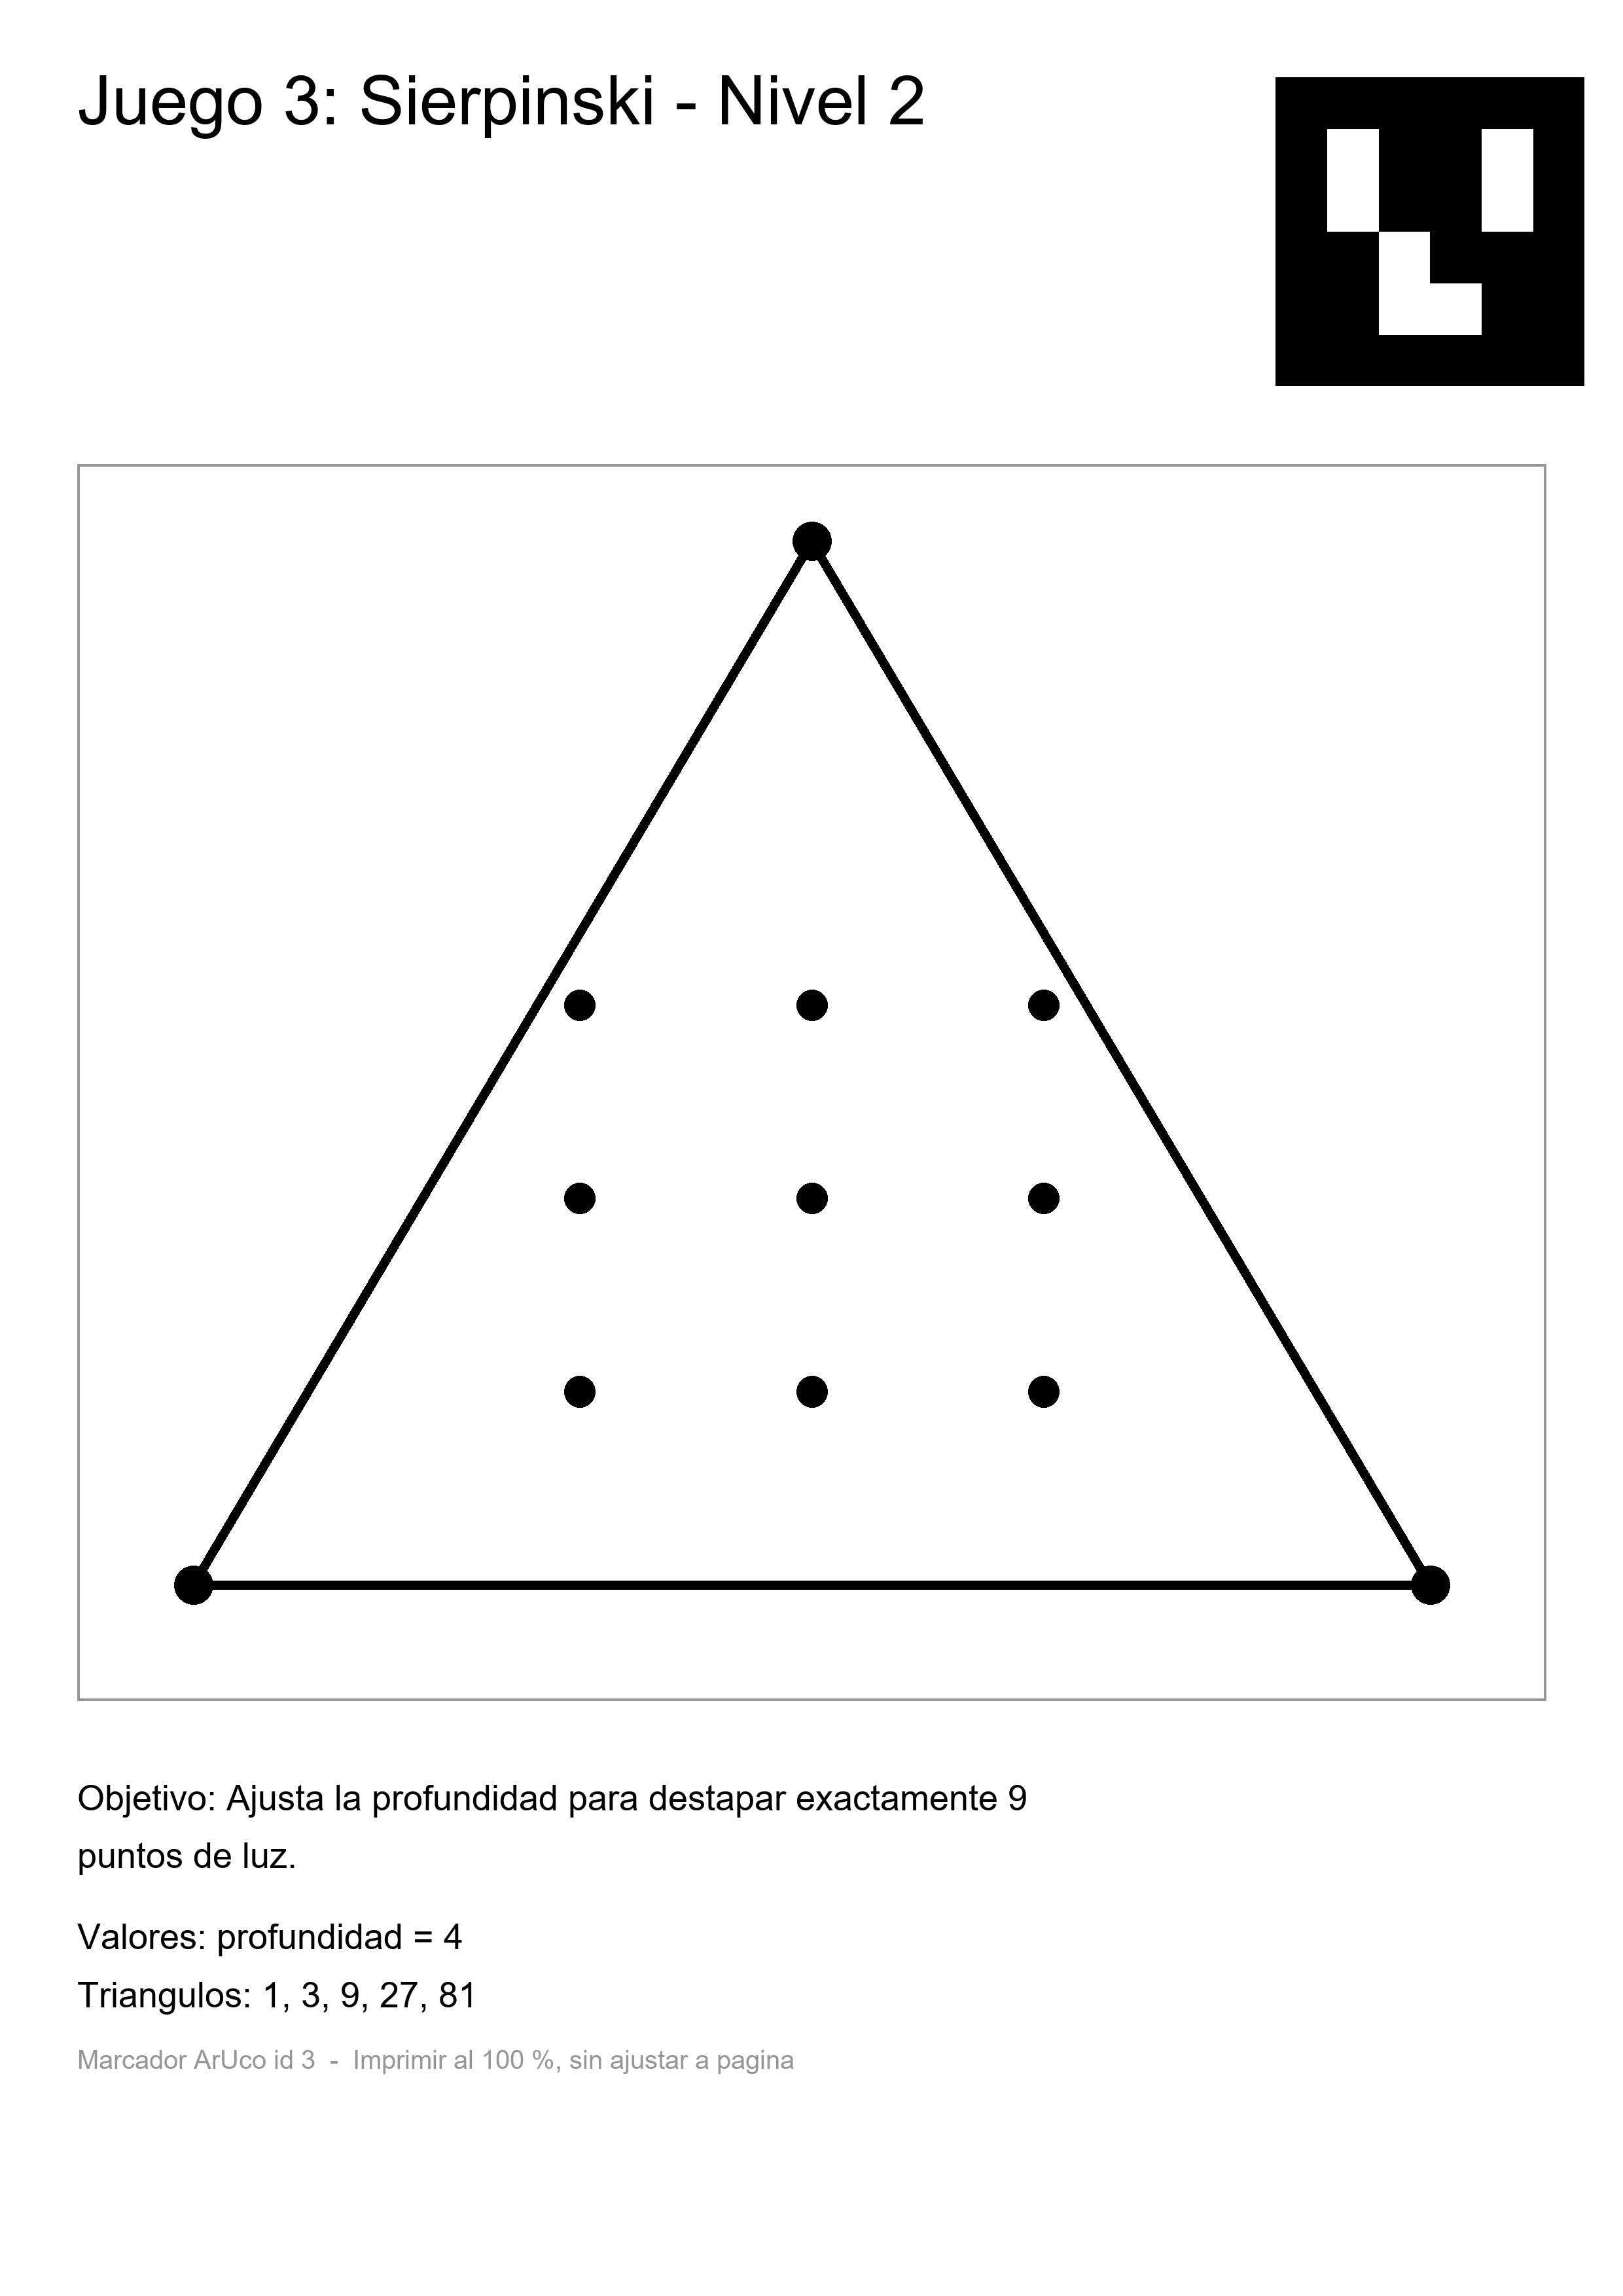 Juego 3: Sierpinski - Nivel 2
Objetivo: Ajusta la profundidad para destapar exactamente 9
puntos de luz.
Valores: profundidad = 4
Triangulos: 1, 3, 9, 27, 81
Marcador ArUco id 3 - Imprimir al 100 %, sin ajustar a pagina